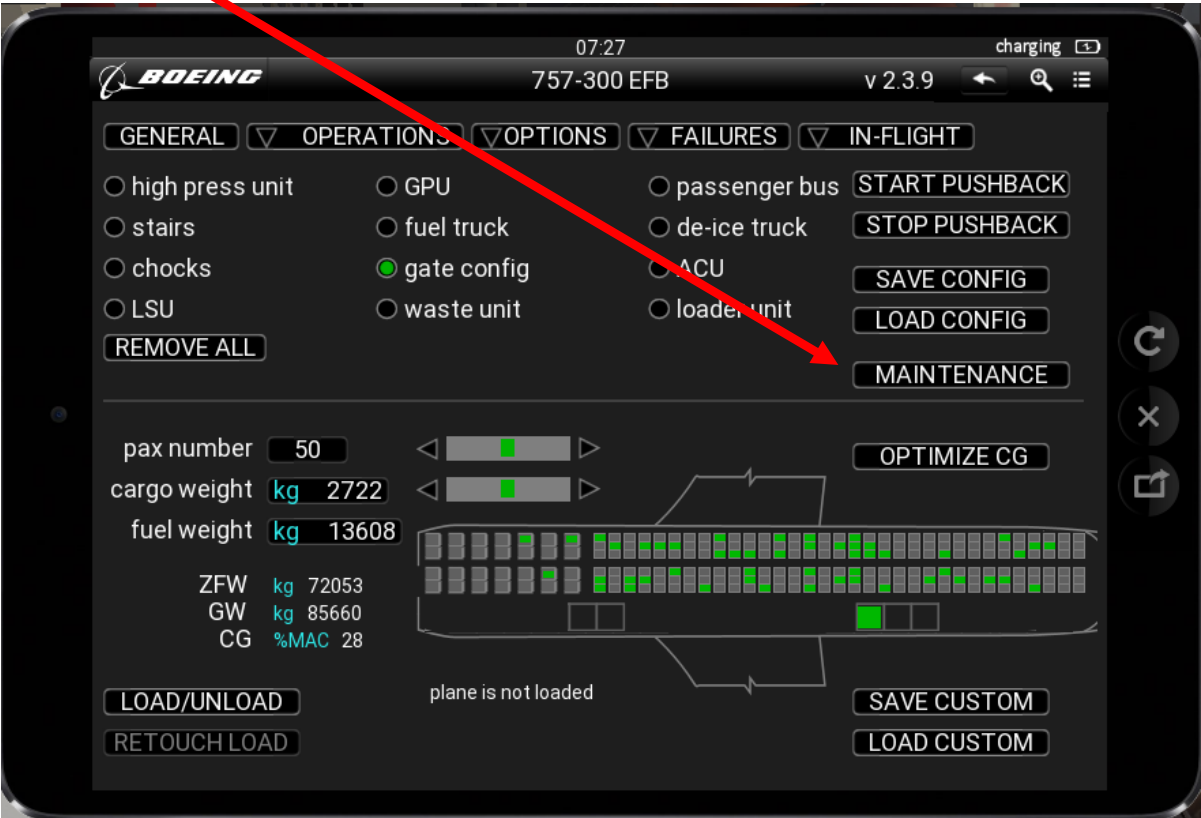 07:27 charging
BOEING 757-300 EFB v 2.3.9
GENERAL OPERATIONS OPTIONS FAILURES IN-FLIGHT
high press unit GPU passenger bus START PUSHBACK
stairs fuel truck de-ice truck STOP PUSHBACK
chocks gate config ACU SAVE CONFIG
LSU waste unit loader unit LOAD CONFIG
REMOVE ALL
MAINTENANCE
pax number 50 OPTIMIZE CG
cargo weight kg 2722
fuel weight kg 13608
ZFW kg 72053
GW kg 85660
CG %MAC 28
LOAD/UNLOAD plane is not loaded SAVE CUSTOM
RETOUCH LOAD LOAD CUSTOM